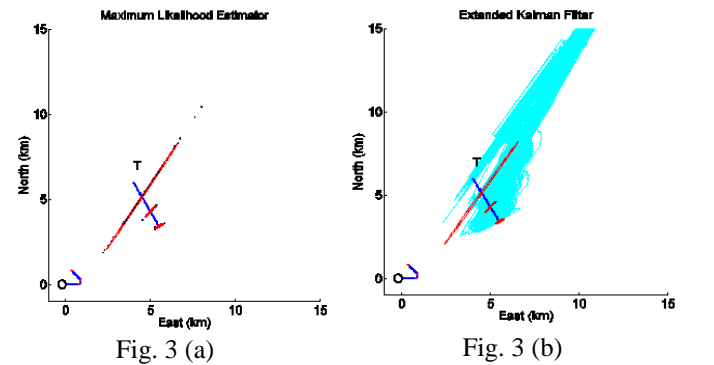 Maximum Likelihood Estimator
15
10
5
0
North (km)
T
O
0
5
10
15
East (km)
Fig. 3 (a)
Extended Kalman Filter
15
10
5
0
North (km)
T
O
0
5
10
15
East (km)
Fig. 3 (b)